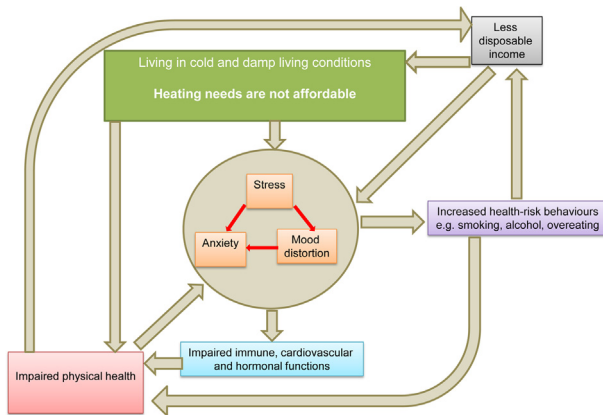 Less
disposable
income
Living in cold and damp living conditions
Heating needs are not affordable
Stress
Anxiety
Mood
distortion
Increased health-risk behaviours
e.g. smoking, alcohol, overeating
Impaired immune, cardiovascular
and hormonal functions
Impaired physical health